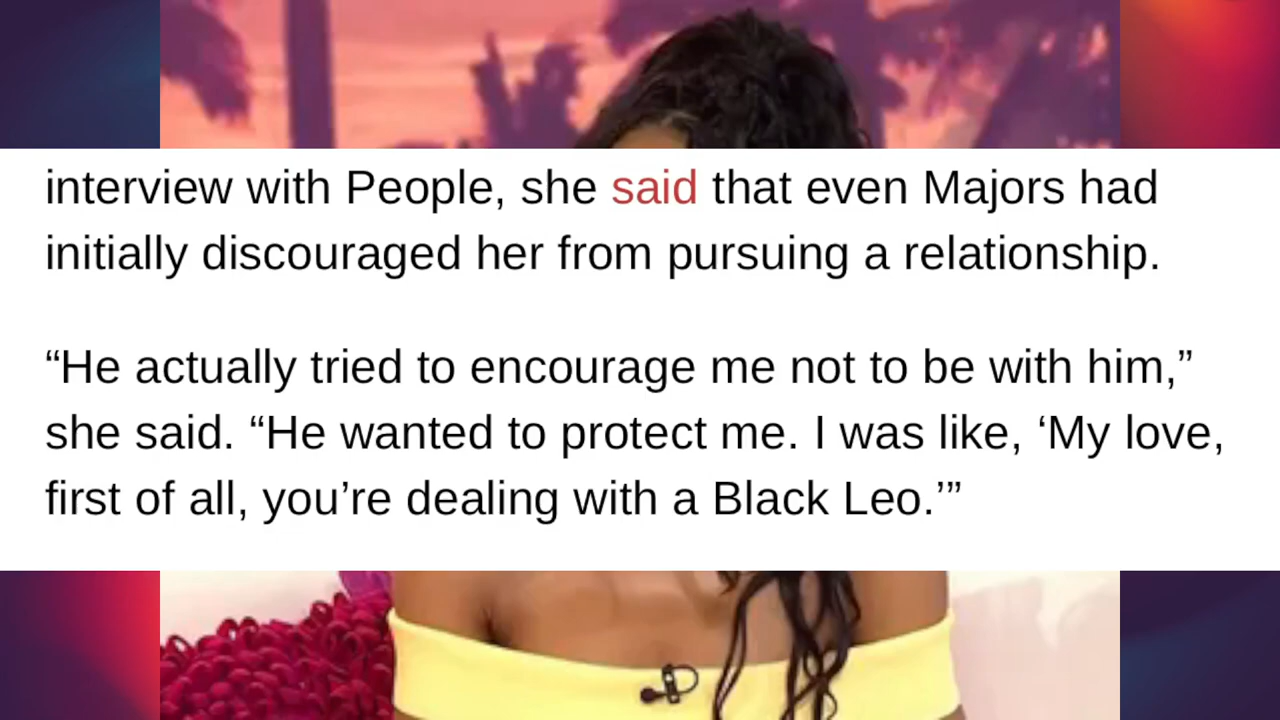 interview with People, she said that even Majors had
initially discouraged her from pursuing a relationship.
“He actually tried to encourage me not to be with him,”
she said. “He wanted to protect me. I was like, ‘My love,
first of all, you’re dealing with a Black Leo.’”